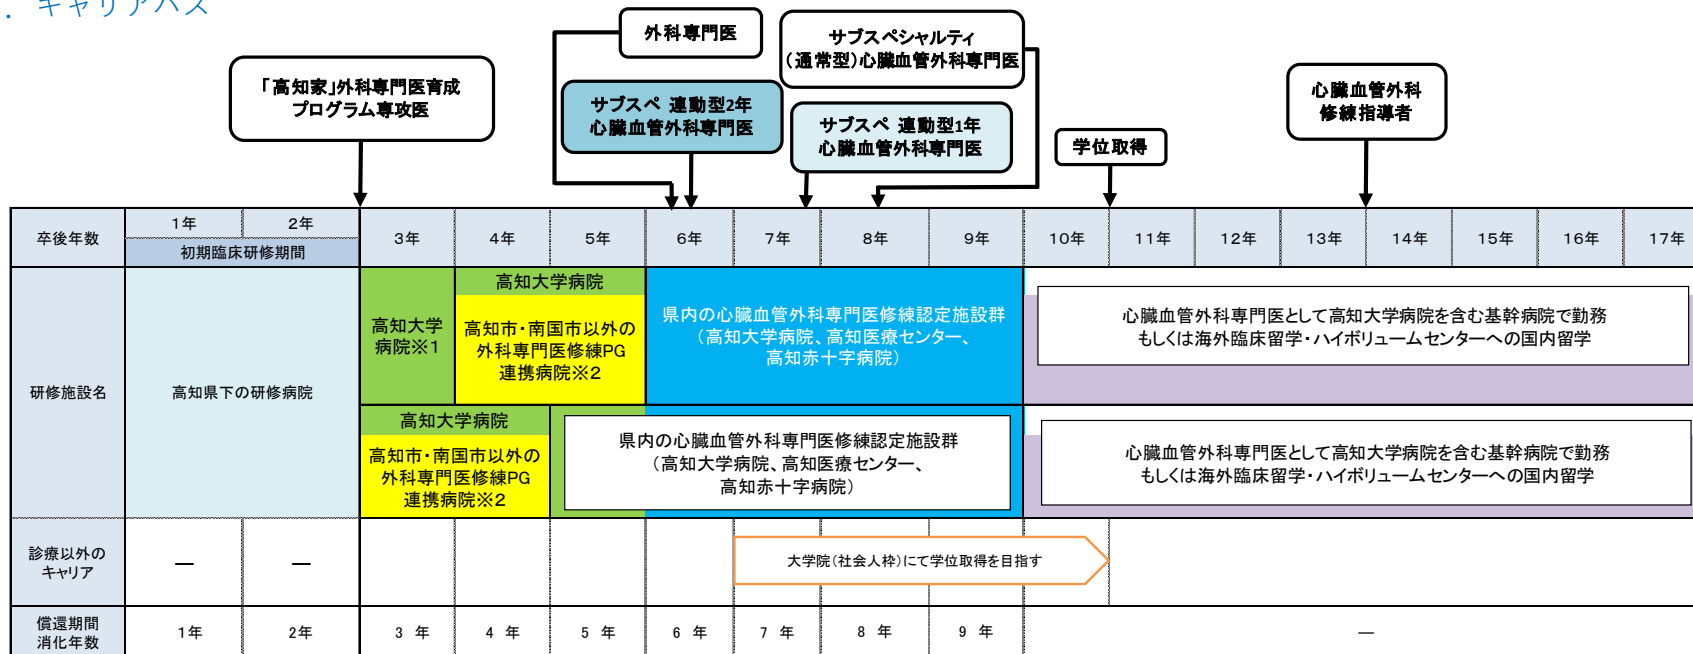 ．キャリアパス
外科専門医
サブスペシャルティ
（通常型）心臓血管外科専門医
「高知家」外科専門医育成
プログラム専攻医
サブスペ 連動型2年
心臓血管外科専門医
サブスペ 連動型1年
心臓血管外科専門医
学位取得
心臓血管外科
修練指導者
卒後年数
1年
2年
初期臨床研修期間
3年
4年
5年
6年
7年
8年
9年
10年
11年
12年
13年
14年
15年
16年
17年
研修施設名
高知県下の研修病院
高知大学
病院※1
高知大学病院
高知市・南国市以外の
外科専門医修練PG
連携病院※2
県内の心臓血管外科専門医修練認定施設群
（高知大学病院、高知医療センター、
高知赤十字病院）
心臓血管外科専門医として高知大学病院を含む基幹病院で勤務
もしくは海外臨床留学・ハイボリュームセンターへの国内留学
高知大学病院
高知市・南国市以外の
外科専門医修練PG
連携病院※2
県内の心臓血管外科専門医修練認定施設群
（高知大学病院、高知医療センター、
高知赤十字病院）
心臓血管外科専門医として高知大学病院を含む基幹病院で勤務
もしくは海外臨床留学・ハイボリュームセンターへの国内留学
診療以外の
キャリア
―
―
大学院（社会人枠）にて学位取得を目指す
償還期間
消化年数
1年
2年
3 年
4 年
5 年
6 年
7 年
8 年
9 年
―